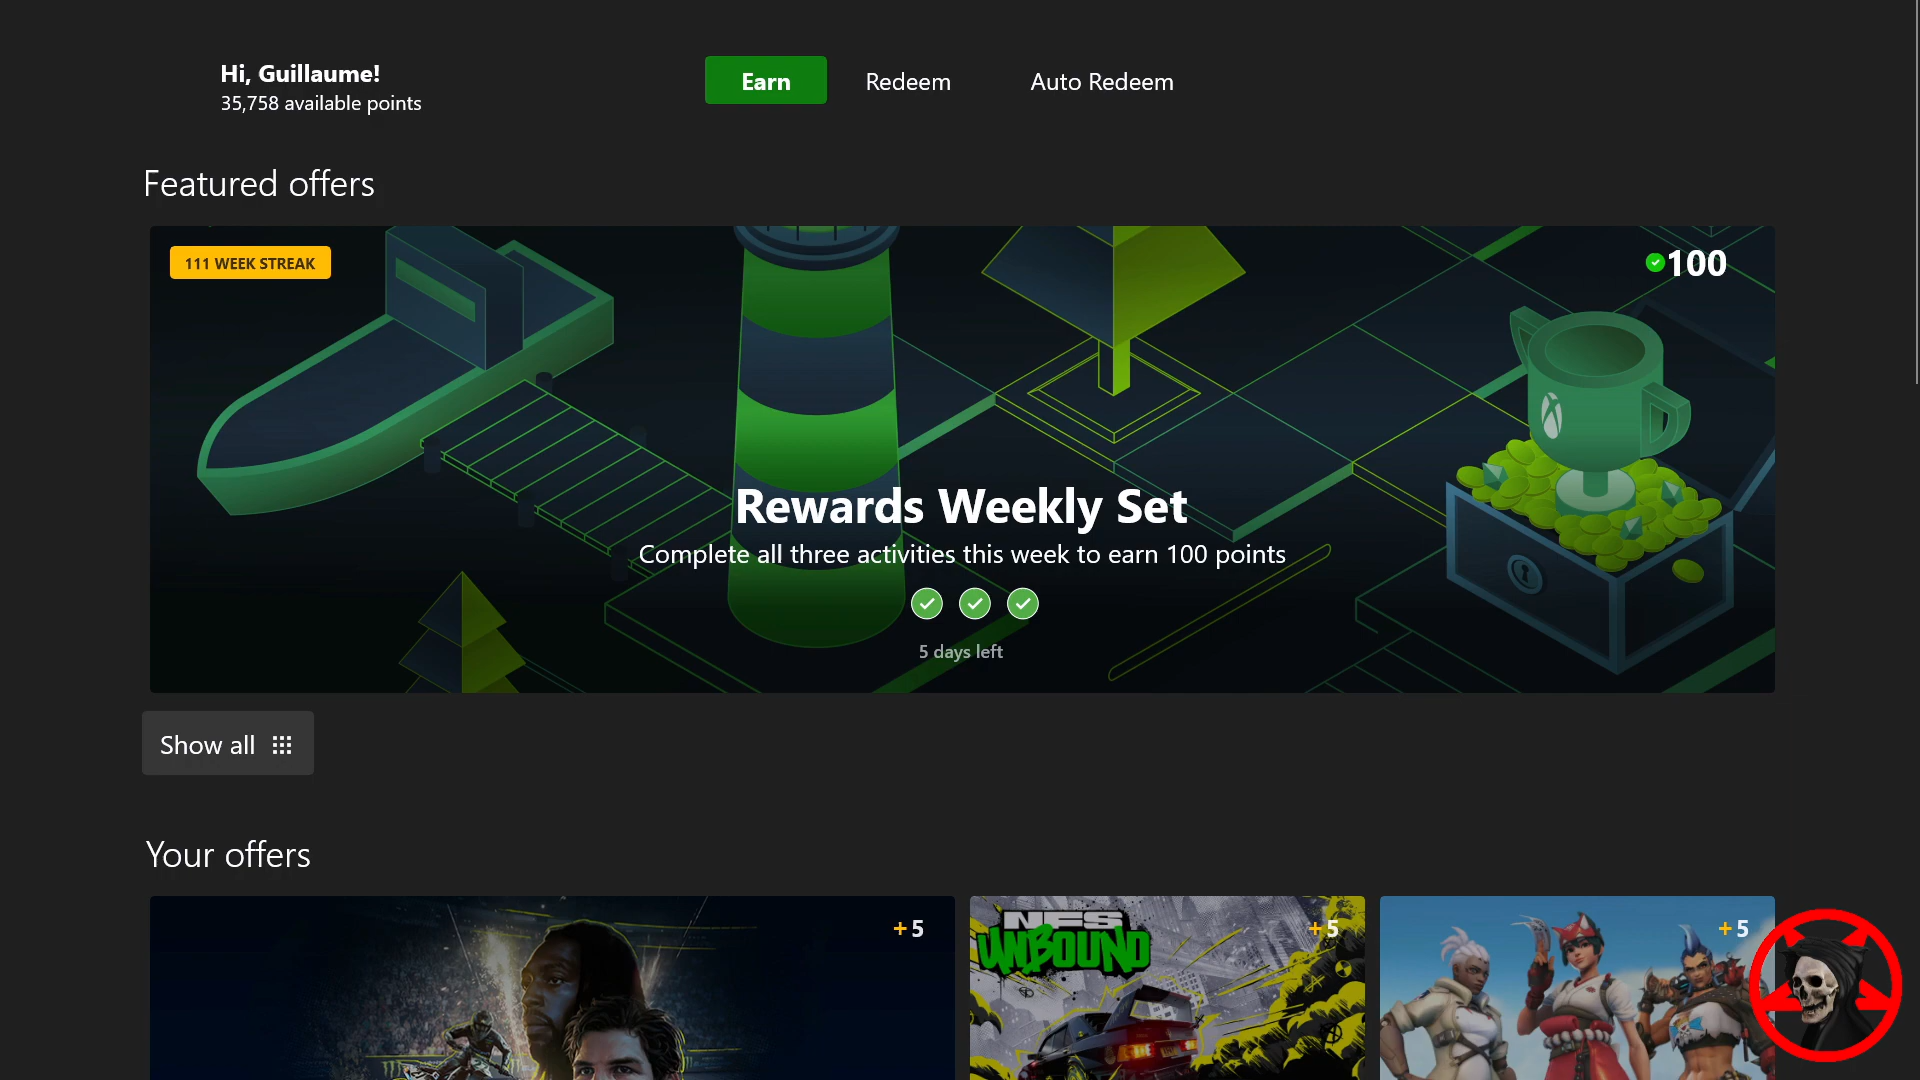 Hi, Guillaume!
35,758 available points
Earn
Redeem
Auto Redeem
Featured offers
111 WEEK STREAK
100
Rewards Weekly Set
Complete all three activities this week to earn 100 points
5 days left
Show all
Your offers
+5
NFS
UNBOUND
+5
+5